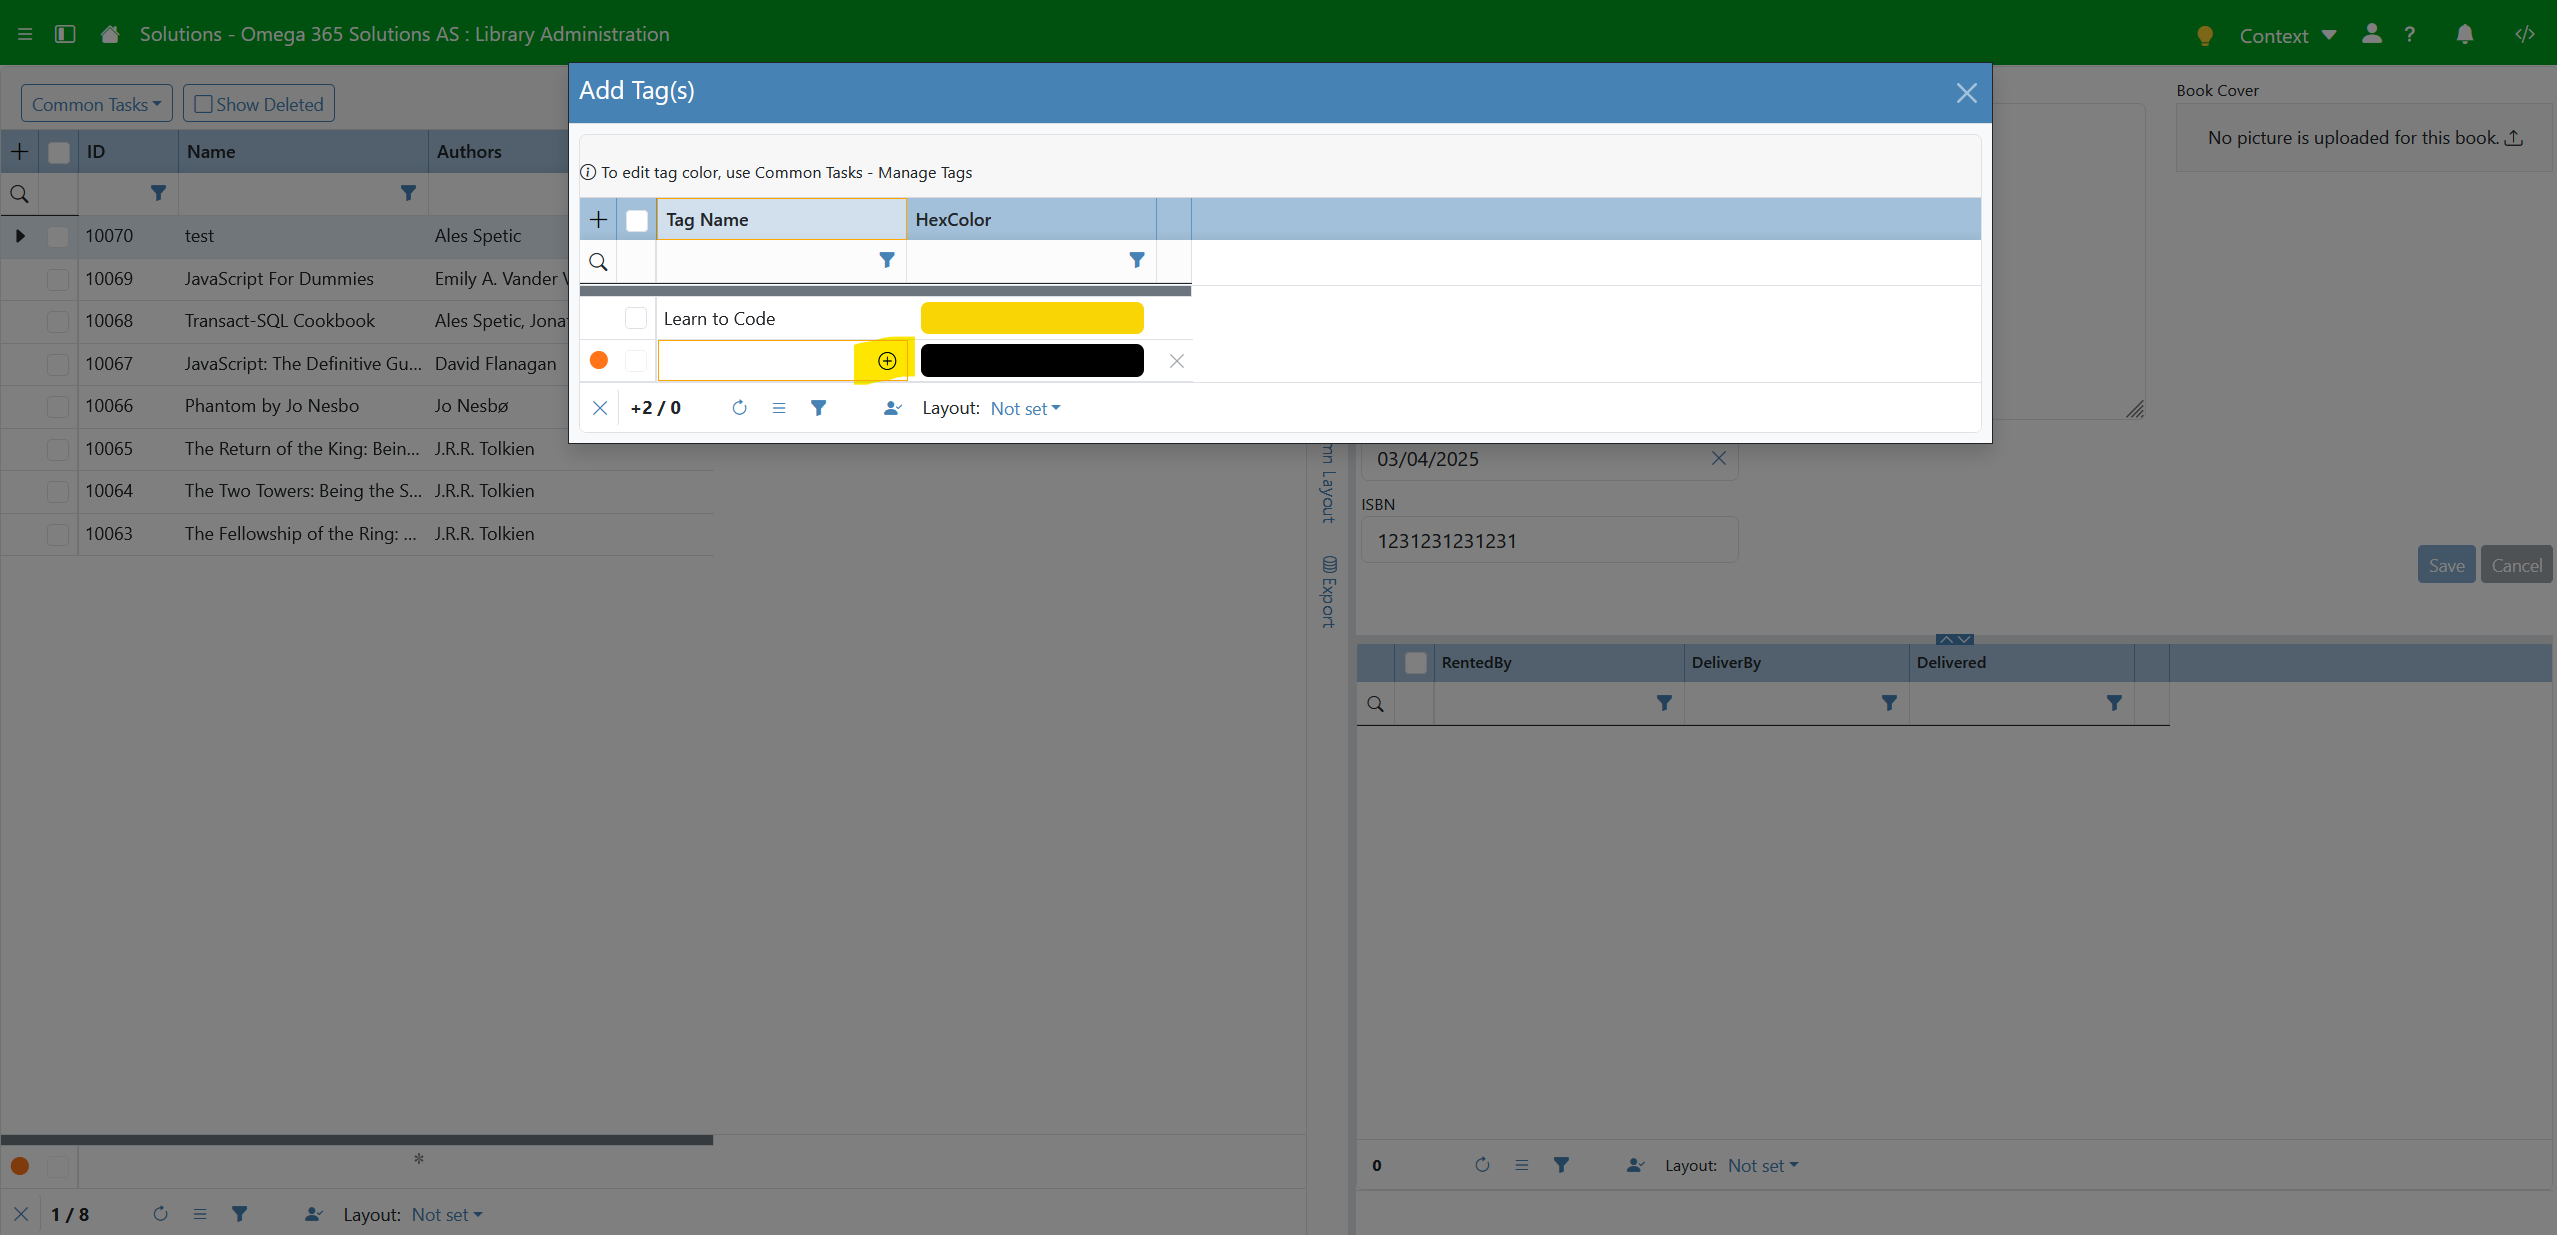 Solutions - Omega 365 Solutions AS : Library Administration
Context
?
Common Tasks
Show Deleted
ID Name Authors
10070 test Ales Spetic
10069 JavaScript For Dummies Emily A. Vander
10068 Transact-SQL Cookbook Ales Spetic, Jona
10067 JavaScript: The Definitive Gu... David Flanagan
10066 Phantom by Jo Nesbo Jo Nesbø
10065 The Return of the King: Bein... J.R.R. Tolkien
10064 The Two Towers: Being the S... J.R.R. Tolkien
10063 The Fellowship of the Ring: ... J.R.R. Tolkien
*
1 / 8
Layout: Not set
Add Tag(s)
To edit tag color, use Common Tasks - Manage Tags
Tag Name HexColor
Learn to Code
+2 / 0
Layout: Not set
mn Layout
Export
Book Cover
No picture is uploaded for this book.
03/04/2025
ISBN
1231231231231
Save Cancel
RentedBy DeliverBy Delivered
0
Layout: Not set